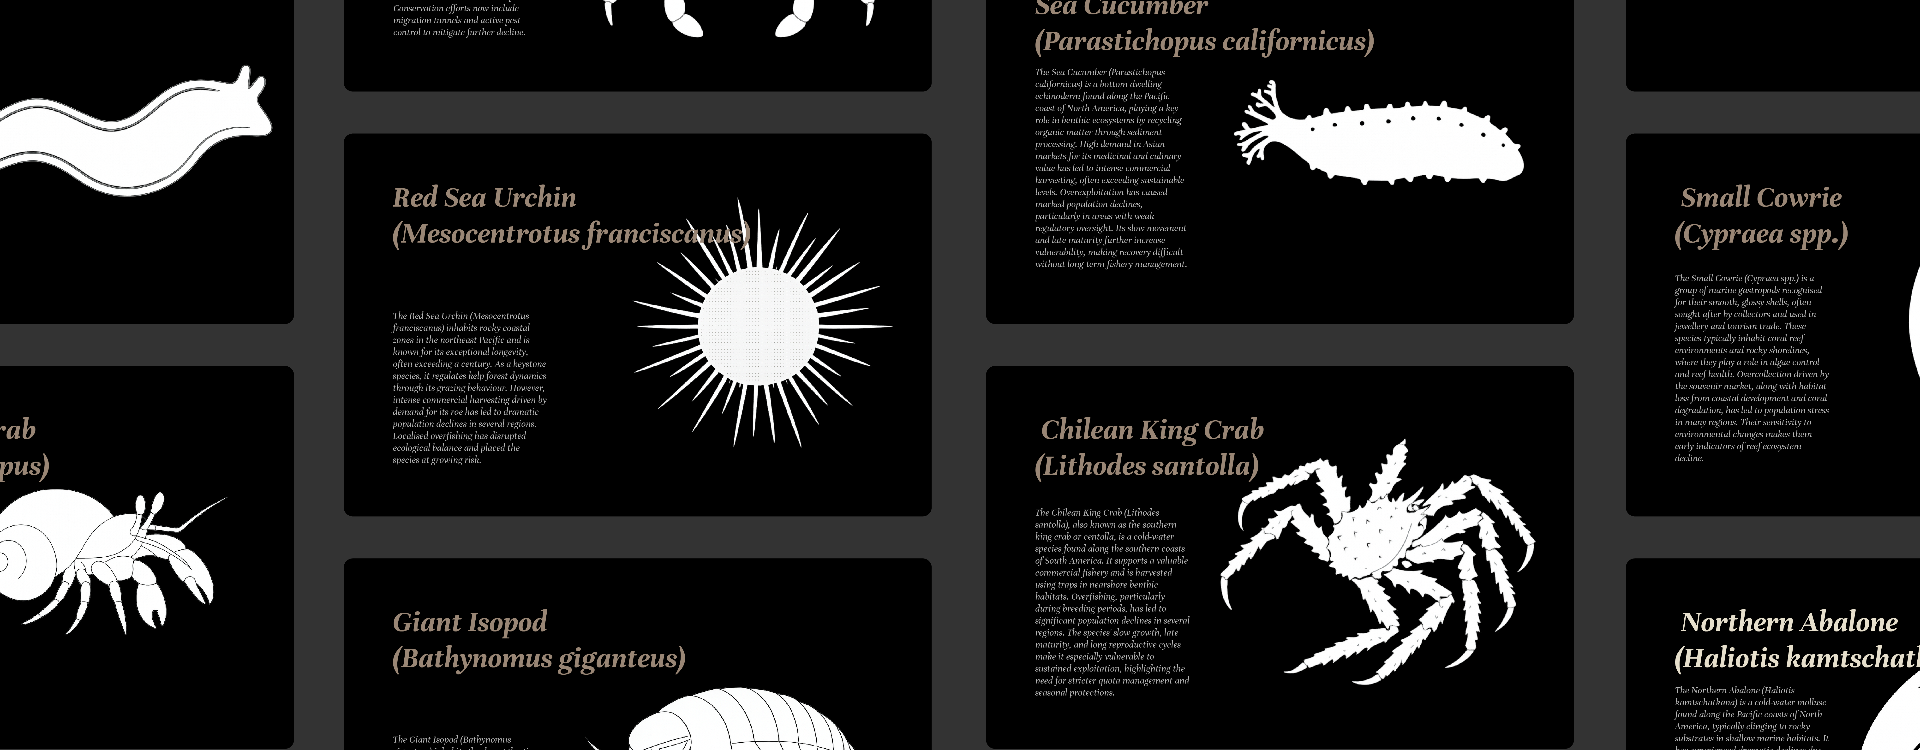 rab
pus)
Conservation efforts now include
migration tunnels and active pest
control to mitigate further decline.
Red Sea Urchin
(Mesocentrotus franciscanus)
The Red Sea Urchin (Mesocentrotus
franciscanus) inhabits rocky coastal
zones in the northeast Pacific and is
known for its exceptional longevity,
often exceeding a century. As a keystone
species, it regulates kelp forest dynamics
through its grazing behaviour. However,
intense commercial harvesting driven by
demand for its roe has led to dramatic
population declines in several regions.
Localised overfishing has disrupted
ecological balance and placed the
species at growing risk.
Giant Isopod
(Bathynomus giganteus)
The Giant Isopod (Bathynomus
Sea Cucumber
(Parastichopus californicus)
The Sea Cucumber (Parastichopus
californicus) is a bottom dwelling
echinoderm found along the Pacific
coast of North America, playing a key
role in benthic ecosystems by recycling
organic matter through sediment
processing. High demand in Asian
markets for its medicinal and culinary
value has led to intense commercial
harvesting, often exceeding sustainable
levels. Overexploitation has caused
marked population declines,
particularly in areas with weak
regulatory oversight. Its slow movement
and late maturity further increase
vulnerability, making recovery difficult
without long term fishery management.
Chilean King Crab
(Lithodes santolla)
The Chilean King Crab (Lithodes
santolla), also known as the southern
king crab or centolla, is a cold-water
species found along the southern coasts
of South America. It supports a valuable
commercial fishery and is harvested
using traps in nearshore benthic
habitats. Overfishing, particularly
during breeding periods, has led to
significant population declines in several
regions. The species slow growth, late
maturity, and long reproductive cycles
make it especially vulnerable to
sustained exploitation, highlighting the
need for stricter quota management and
seasonal protections.
Small Cowrie
(Cypraea spp.)
The Small Cowrie (Cypraea spp.) is a
group of marine gastropods recognised
for their smooth, glossy shells, often
sought after by collectors and used in
jewellery and tourism trade. These
species typically inhabit coral reef
environments and rocky shorelines,
where they play a role in algae control
and reef health. Overcollection driven by
the souvenir market, along with habitat
loss from coastal development and coral
degradation, has led to population stress
in many regions. Their sensitivity to
environmental changes makes them
early indicators of reef ecosystem
decline.
Northern Abalone
(Haliotis kamtschat
The Northern Abalone (Haliotis
kamtschatkana) is a cold-water mollusc
found along the Pacific coasts of North
America, typically clinging to rocky
substrates in shallow marine habitats. It